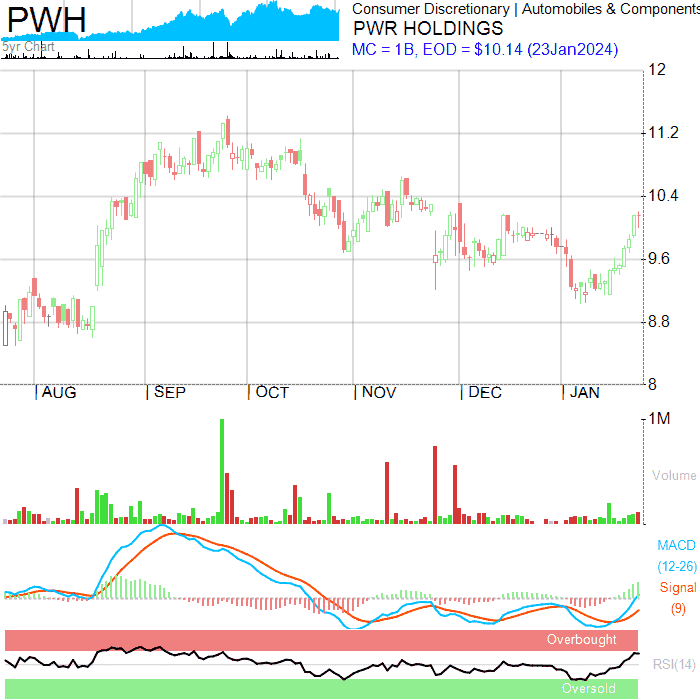 PWH
5yr Chart
Consumer Discretionary | Automobiles & Components
PWR HOLDINGS
MC = 1B, EOD = $10.14 (23Jan2024)
12
11.2
10.4
9.6
8.8
8
|AUG |SEP |OCT |NOV |DEC |JAN
1M
Volume
MACD
(12-26)
Signal
(9)
Overbought
RSI(14)
Oversold